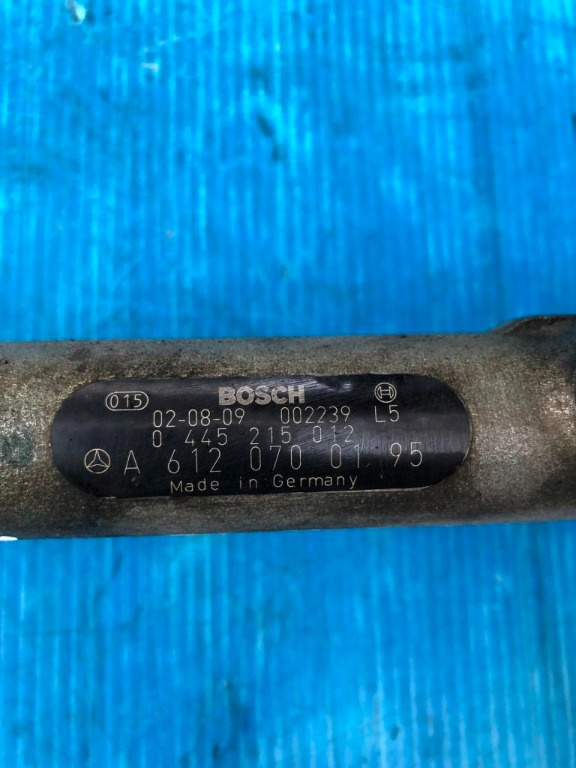 015 BOSCH
02-08-09 002239 L5
0 445 215 012
A 612 070 01 95
Made in Germany